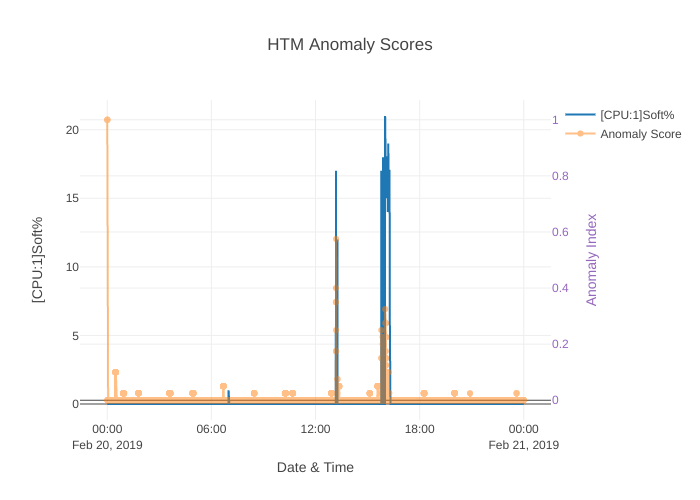 HTM Anomaly Scores
[CPU:1]Soft%
Anomaly Score
20
15
10
5
0
[CPU:1]Soft%
1
0.8
0.6
0.4
0.2
0
Anomaly Index
00:00
Feb 20, 2019
06:00
12:00
18:00
00:00
Feb 21, 2019
Date & Time